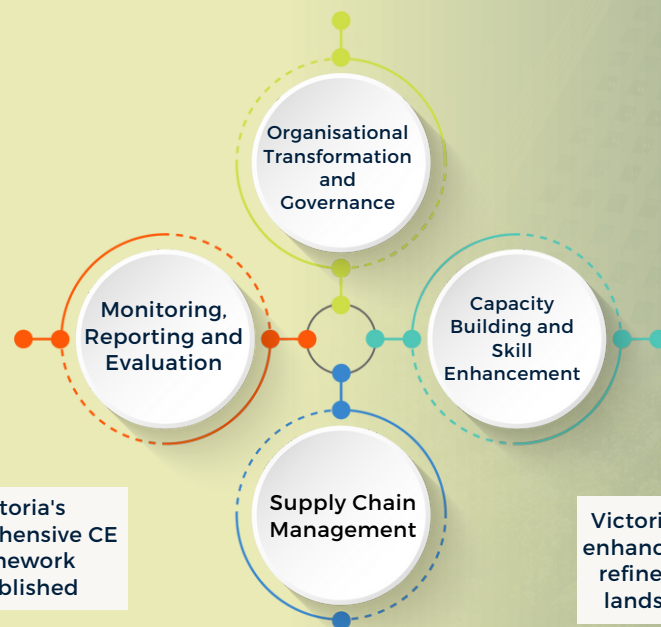 Organisational
Transformation
and
Governance
Monitoring,
Reporting and
Evaluation
Capacity
Building and
Skill
Enhancement
Supply Chain
Management
toria's
hensive CE
nework
blished
Victori
enhanc
refine
lands